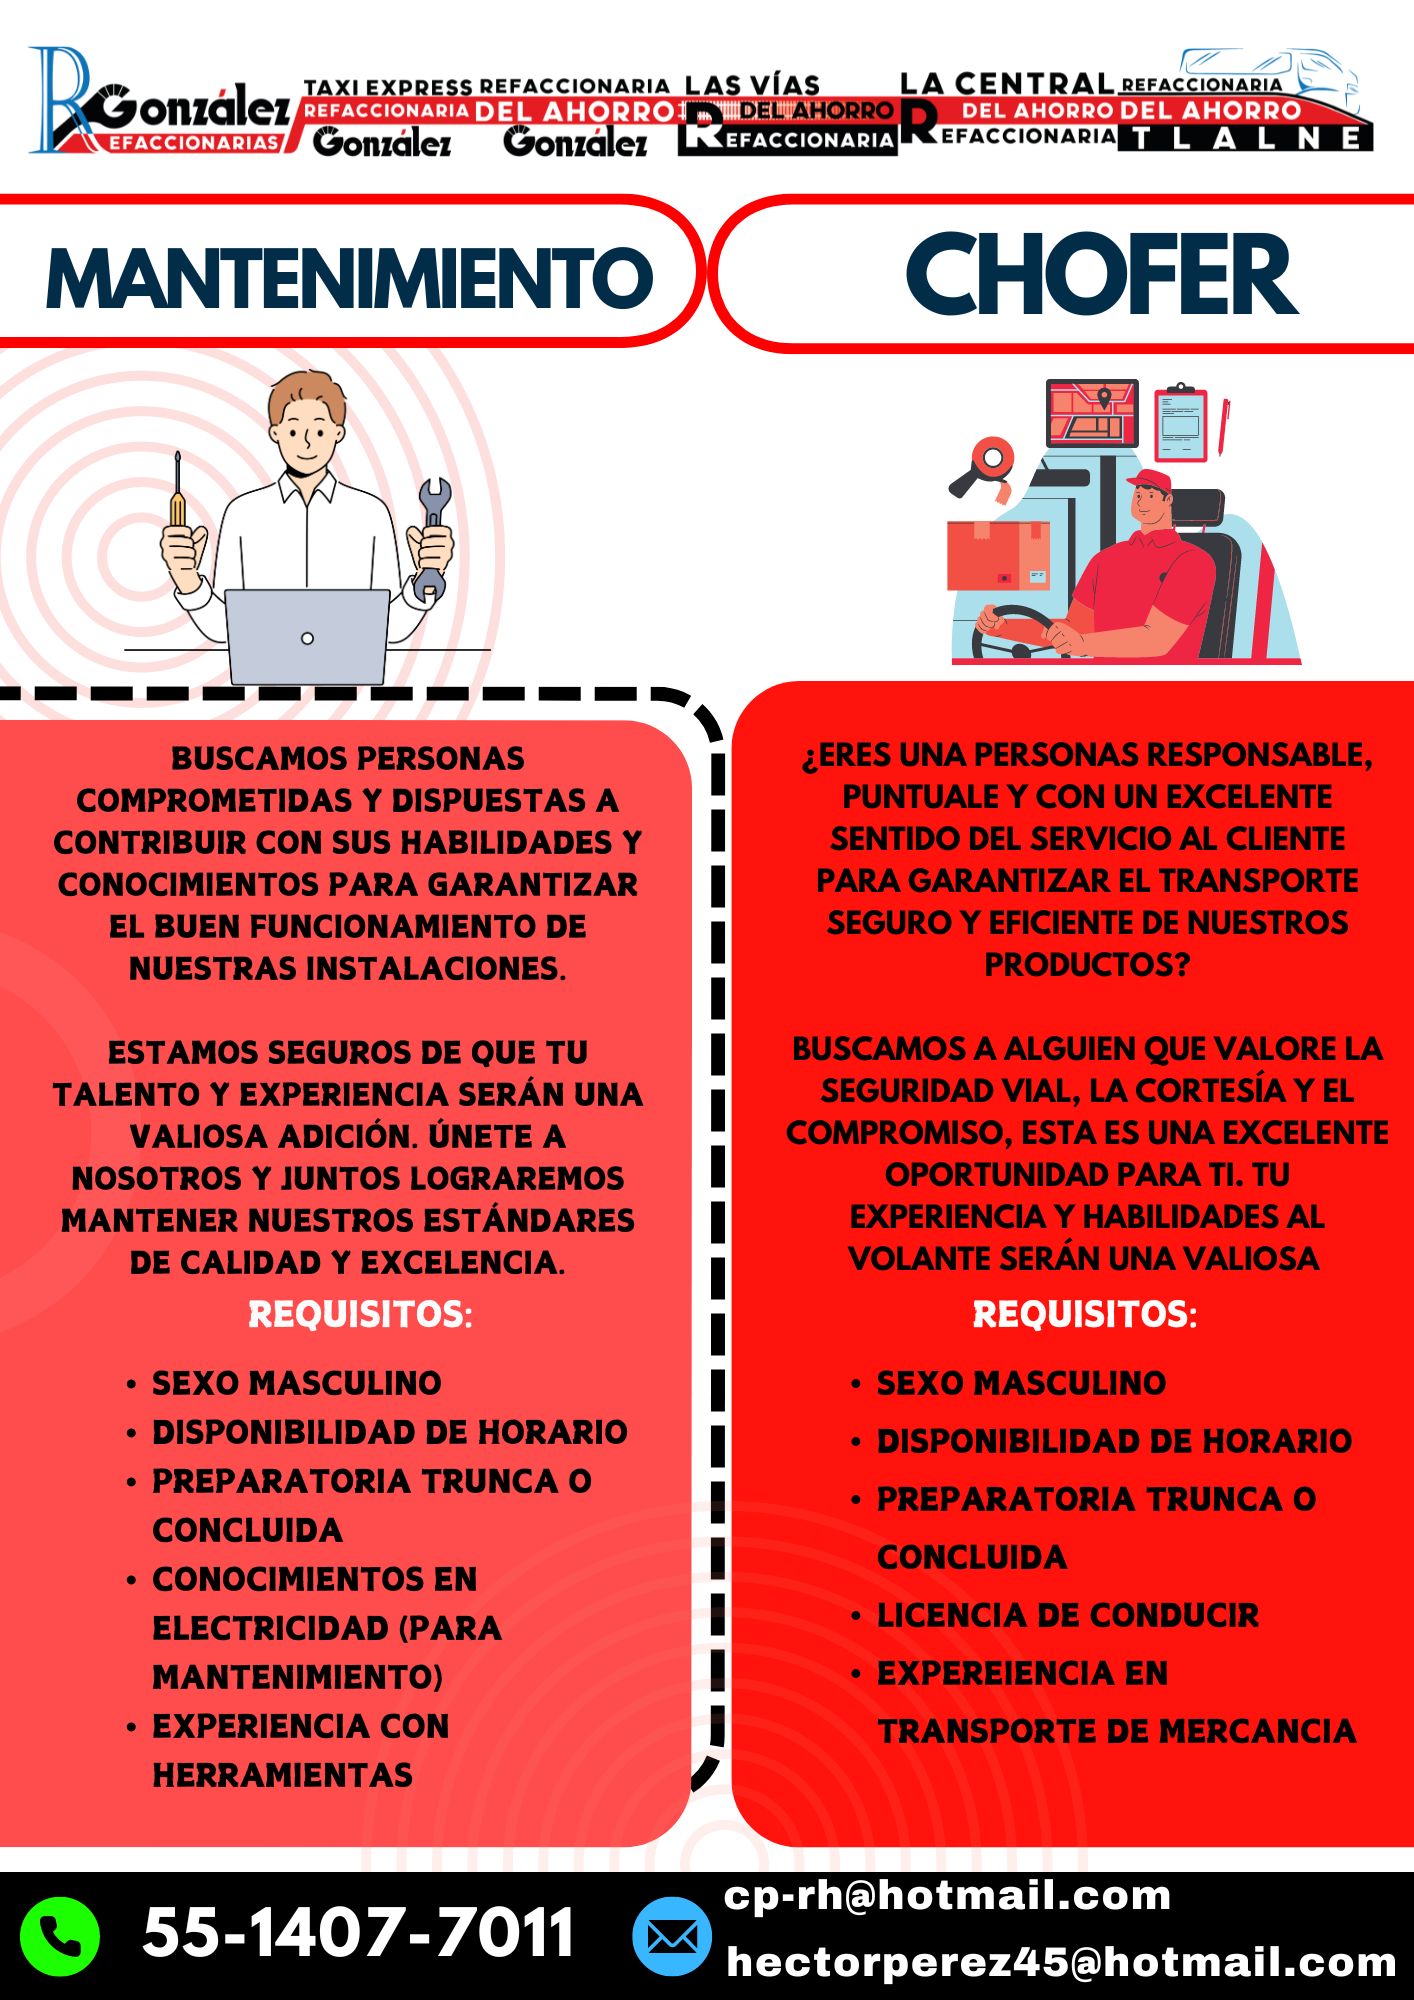 R González
REFACCIONARIAS
TAXI EXPRESS
REFACCIONARIA
González
REFACCIONARIA
DEL AHORRO
González
LAS VÍAS
DEL AHORRO
REFACCIONARIA
LA CENTRAL
DEL AHORRO
REFACCIONARIA
REFACCIONARIA
DEL AHORRO
TLALNE
MANTENIMIENTO
CHOFER
BUSCAMOS PERSONAS
COMPROMETIDAS Y DISPUESTAS A
CONTRIBUIR CON SUS HABILIDADES Y
CONOCIMIENTOS PARA GARANTIZAR
EL BUEN FUNCIONAMIENTO DE
NUESTRAS INSTALACIONES.
ESTAMOS SEGUROS DE QUE TU
TALENTO Y EXPERIENCIA SERÁN UNA
VALIOSA ADICIÓN. ÚNETE A
NOSOTROS Y JUNTOS LOGRAREMOS
MANTENER NUESTROS ESTÁNDARES
DE CALIDAD Y EXCELENCIA.
REQUISITOS:
• SEXO MASCULINO
• DISPONIBILIDAD DE HORARIO
• PREPARATORIA TRUNCA O
CONCLUIDA
• CONOCIMIENTOS EN
ELECTRICIDAD (PARA
MANTENIMIENTO)
• EXPERIENCIA CON
HERRAMIENTAS
¿ERES UNA PERSONAS RESPONSABLE,
PUNTUALE Y CON UN EXCELENTE
SENTIDO DEL SERVICIO AL CLIENTE
PARA GARANTIZAR EL TRANSPORTE
SEGURO Y EFICIENTE DE NUESTROS
PRODUCTOS?
BUSCAMOS A ALGUIEN QUE VALORE LA
SEGURIDAD VIAL, LA CORTESÍA Y EL
COMPROMISO, ESTA ES UNA EXCELENTE
OPORTUNIDAD PARA TI. TU
EXPERIENCIA Y HABILIDADES AL
VOLANTE SERÁN UNA VALIOSA
REQUISITOS:
• SEXO MASCULINO
• DISPONIBILIDAD DE HORARIO
• PREPARATORIA TRUNCA O
CONCLUIDA
• LICENCIA DE CONDUCIR
• EXPEREIENCIA EN
TRANSPORTE DE MERCANCIA
55-1407-7011
cp-rh@hotmail.com
hectorperez45@hotmail.com